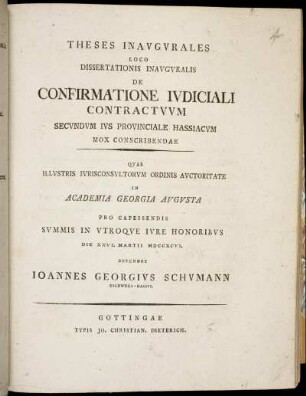 THESES INAVGVRALES
LOCO
DISSERTATIONIS INAVGVRALIS
DE
CONFIRMATIONE IVDICIALI
CONTRACTVVM
SECVNDVM IVS PROVINCIALE HASSIACVM
MOX CONSCRIBENDAE
QVAS
ILLVSTRIS IVRISCONSVLTORVM ORDINIS AVCTORITATE
IN
ACADEMIA GEORGIA AVGVSTA
PRO CAPESSENDIS
SVMMIS IN VTROQVE IVRE HONORIBVS
DIE XXVI. MARTII MDCCXCVI.
DEFENDET
IOANNES GEORGIVS SCHVMANN
GOTTINGAE
TYPIS JO. CHRISTIAN. DIETERICH.